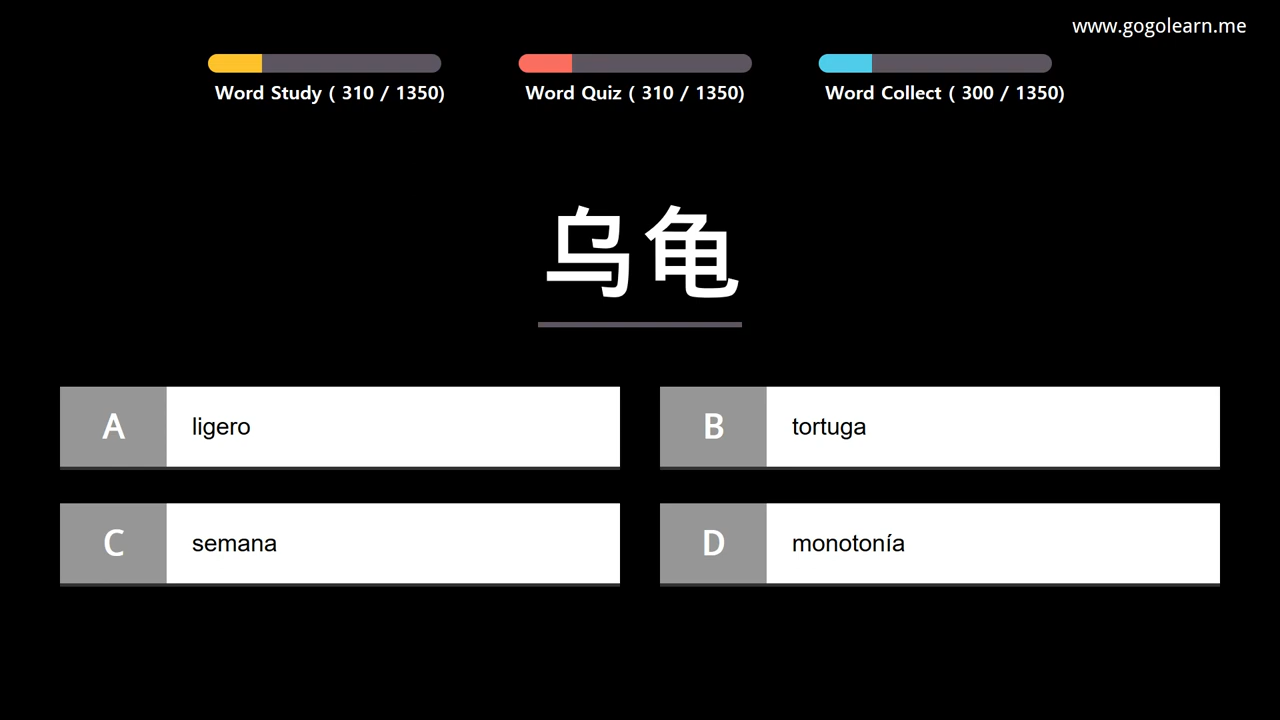 www.gogolearn.me
Word Study ( 310 / 1350)
Word Quiz ( 310 / 1350)
Word Collect ( 300 / 1350)
乌龟
A ligero
B tortuga
C semana
D monotonía